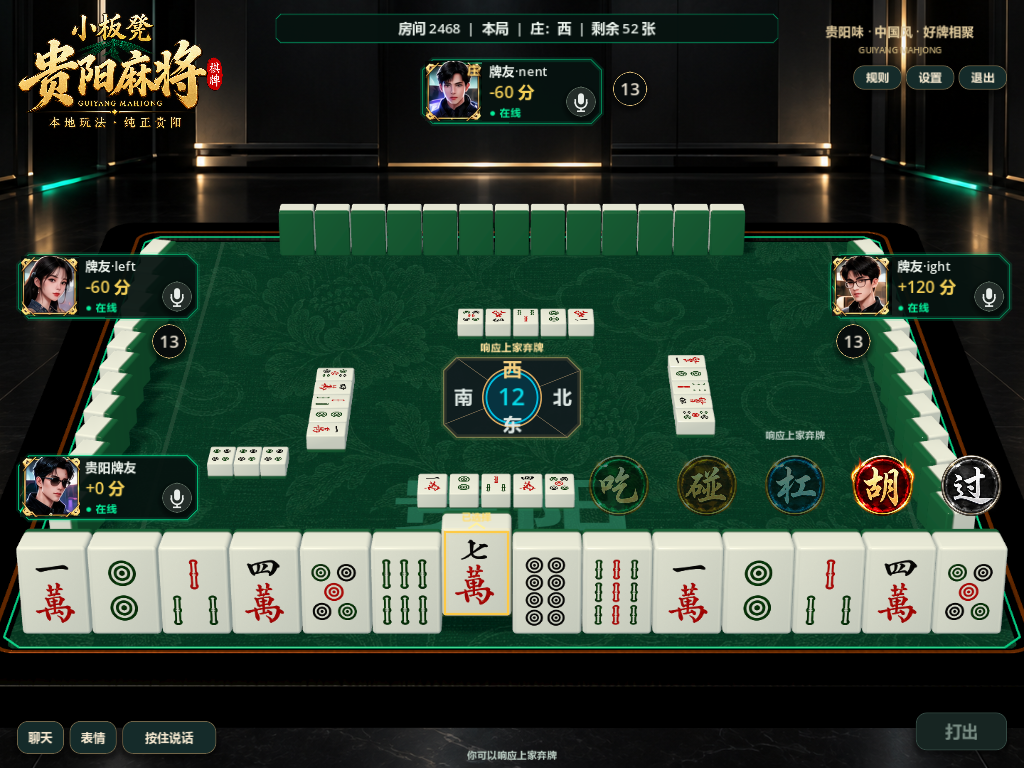 小板凳
贵阳麻将
棋牌
GUIYANG MAHJONG
本地玩法·纯正贵阳
房间 2468 | 本局 | 庄：西 | 剩余 52 张
贵阳味·中国风·好牌相聚
GUIYANG MAHJONG
规则
设置
退出
庄
牌友·nent
-60 分
在线
13
牌友·left
-60 分
在线
13
牌友·ight
+120 分
在线
13
响应上家弃牌
西
南
12
北
东
响应上家弃牌
贵阳牌友
+0 分
在线
吃
碰
杠
胡
过
一萬
四萬
七萬
一萬
四萬
聊天
表情
按住说话
打出
你可以响应上家弃牌